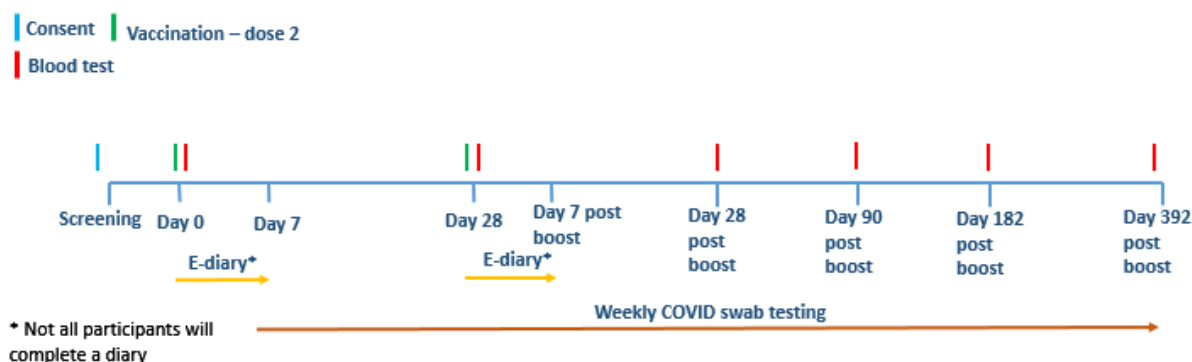 Consent
Vaccination – dose 2
Blood test
Screening
Day 0
Day 7
Day 28
Day 7 post
boost
Day 28
post
boost
Day 90
post
boost
Day 182
post
boost
Day 392
post
boost
E-diary*
E-diary*
Weekly COVID swab testing
* Not all participants will
complete a diary